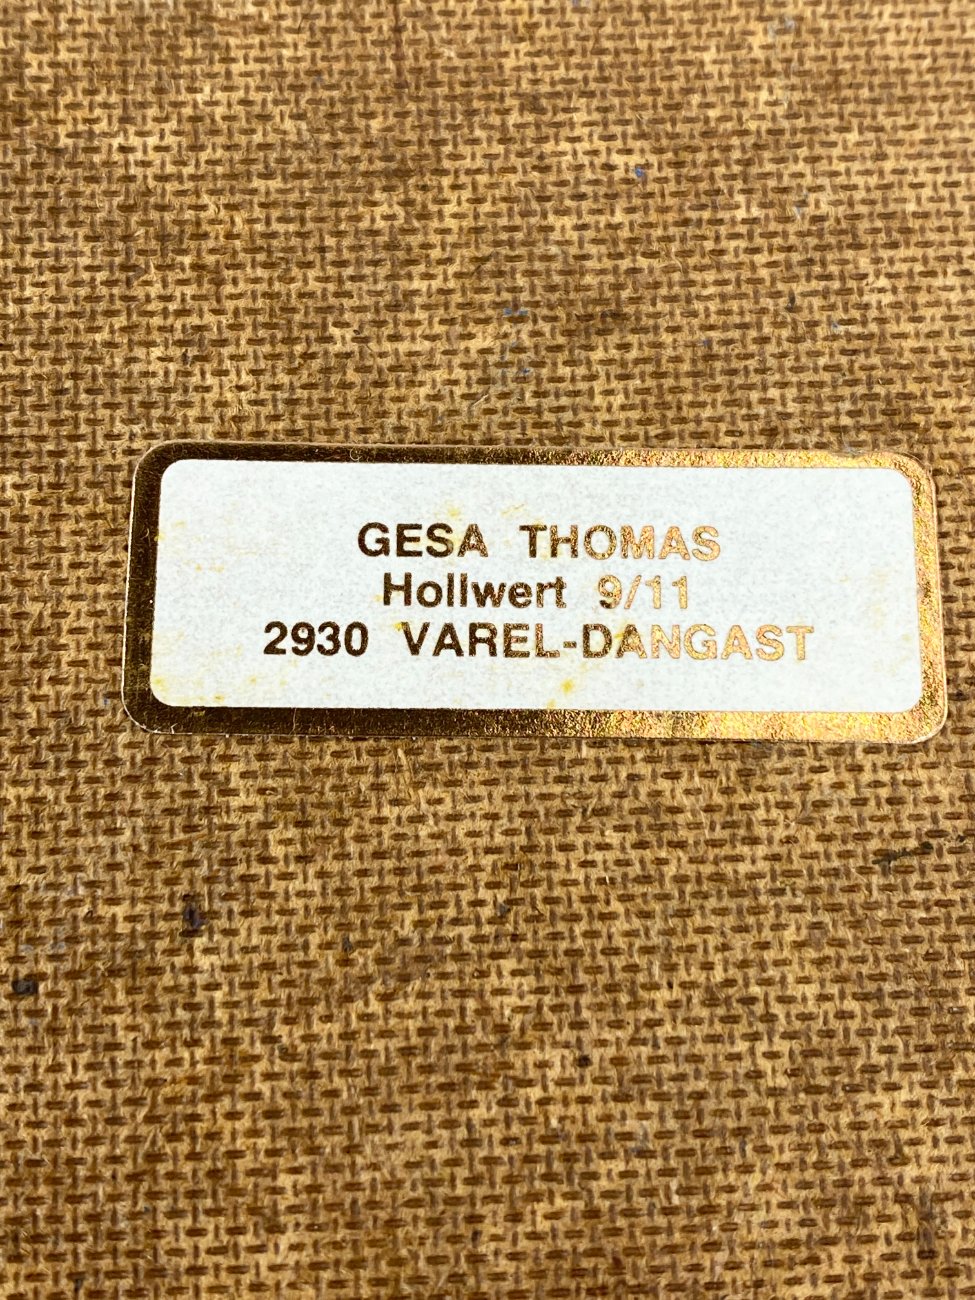 GESA THOMAS
Hollwert 9/11
2930 VAREL-DANGAST